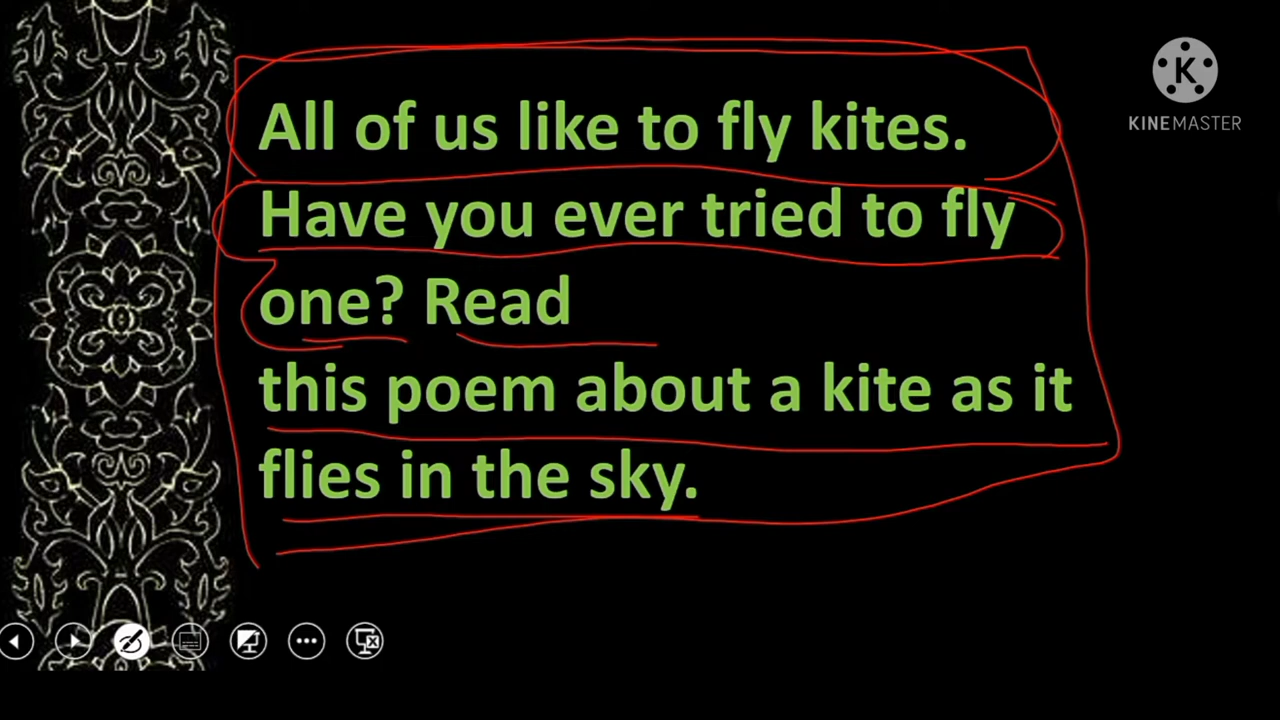 All of us like to fly kites.
Have you ever tried to fly
one? Read
this poem about a kite as it
flies in the sky.
K
KINEMASTER